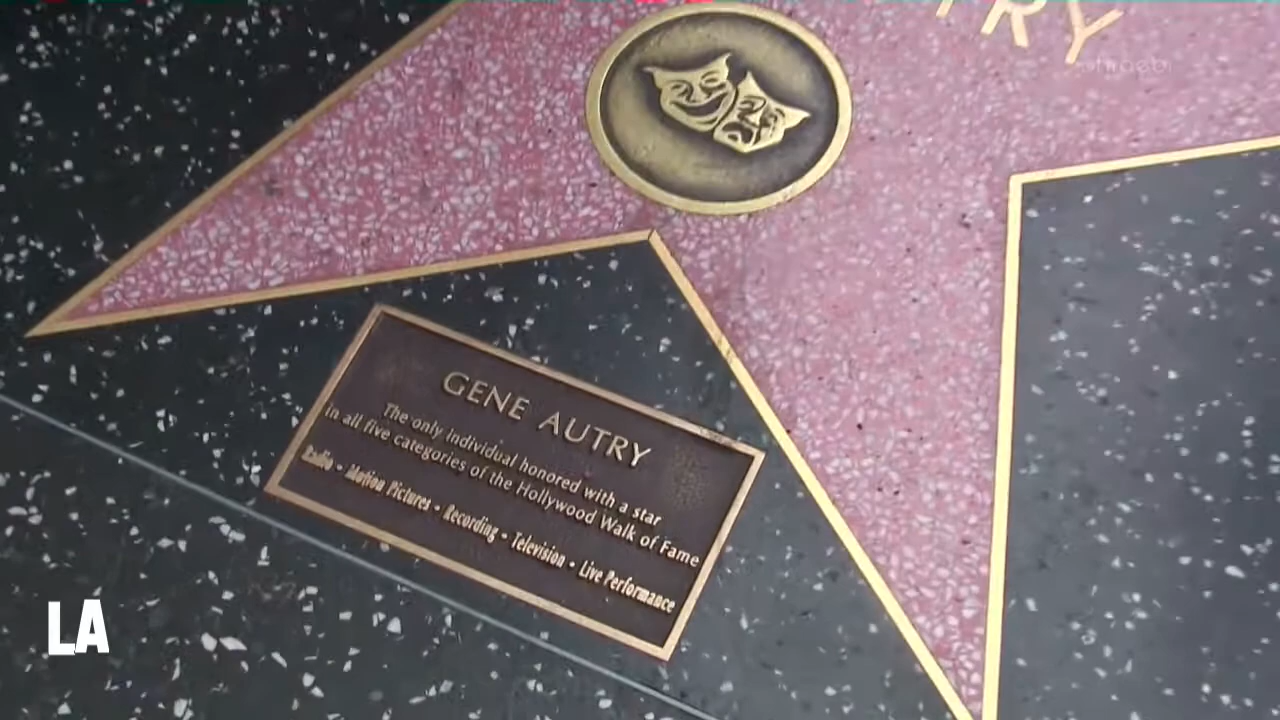 TRY
GENE AUTRY
The only individual honored with a star
in all five categories of the Hollywood Walk of Fame
Radio • Motion Pictures • Recording • Television • Live Performance
LA